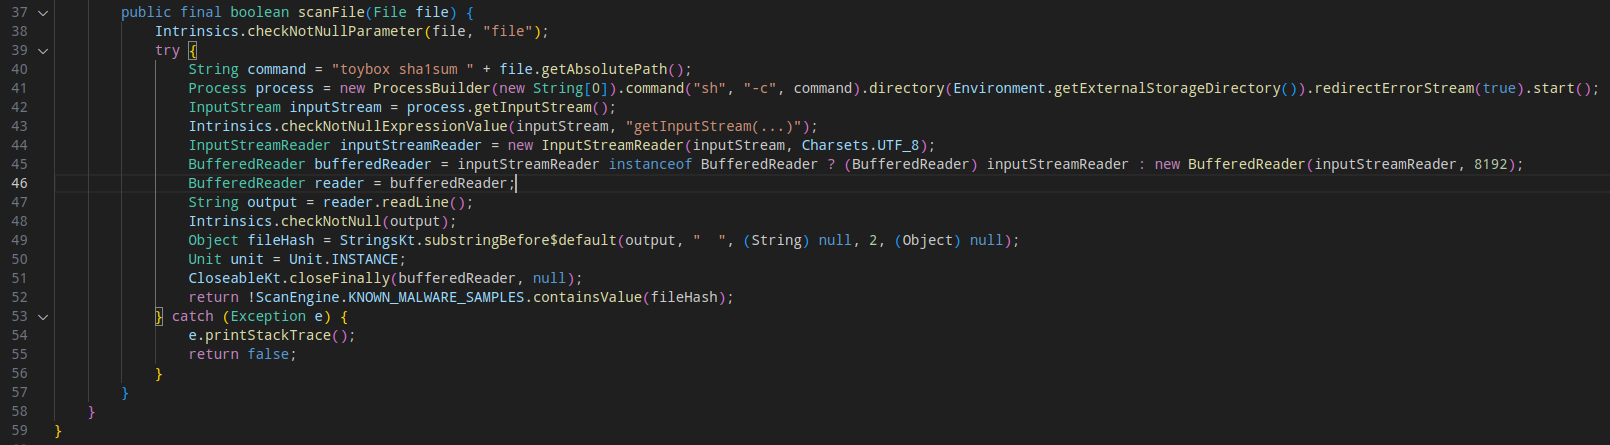 37 public final boolean scanFile(File file) {
38 Intrinsics.checkNotNullParameter(file, "file");
39 try {
40 String command = "toybox sha1sum " + file.getAbsolutePath();
41 Process process = new ProcessBuilder(new String[0]).command("sh", "-c", command).directory(Environment.getExternalStorageDirectory()).redirectErrorStream(true).start();
42 InputStream inputStream = process.getInputStream();
43 Intrinsics.checkNotNullExpressionValue(inputStream, "getInputStream(...)");
44 InputStreamReader inputStreamReader = new InputStreamReader(inputStream, Charsets.UTF_8);
45 BufferedReader bufferedReader = inputStreamReader instanceof BufferedReader ? (BufferedReader) inputStreamReader : new BufferedReader(inputStreamReader, 8192);
46 BufferedReader reader = bufferedReader;
47 String output = reader.readLine();
48 Intrinsics.checkNotNull(output);
49 Object fileHash = StringsKt.substringBefore$default(output, "  ", (String) null, 2, (Object) null);
50 Unit unit = Unit.INSTANCE;
51 CloseableKt.closeFinally(bufferedReader, null);
52 return !ScanEngine.KNOWN_MALWARE_SAMPLES.containsValue(fileHash);
53 } catch (Exception e) {
54 e.printStackTrace();
55 return false;
56 }
57 }
58 }
59 }